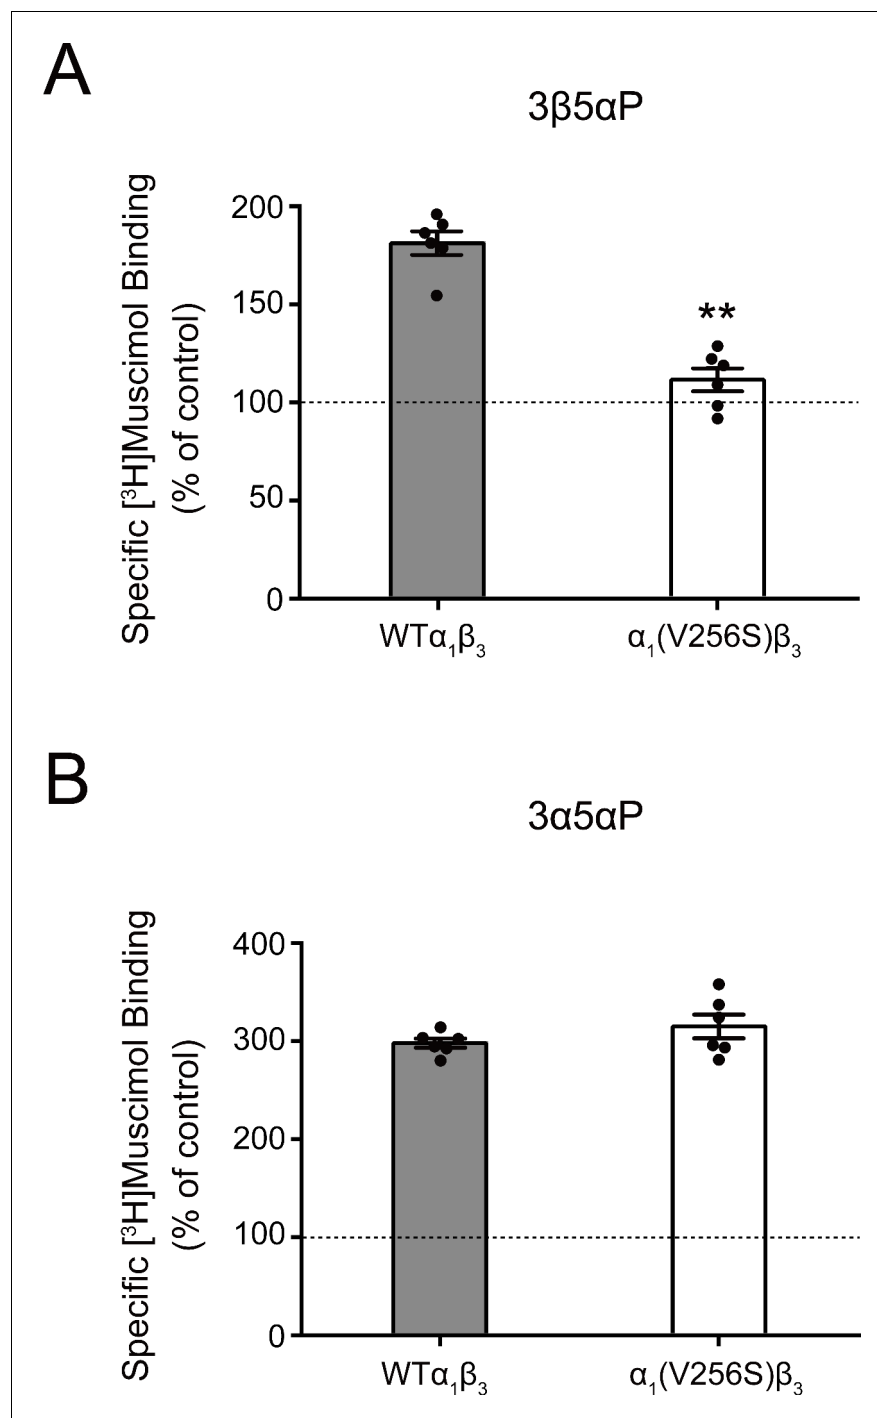 A
3β5αP
Specific [³H]Muscimol Binding
(% of control)
200
150
100
50
0
**
WTα₁β₃
α₁(V256S)β₃
B
3α5αP
Specific [³H]Muscimol Binding
(% of control)
400
300
200
100
0
WTα₁β₃
α₁(V256S)β₃